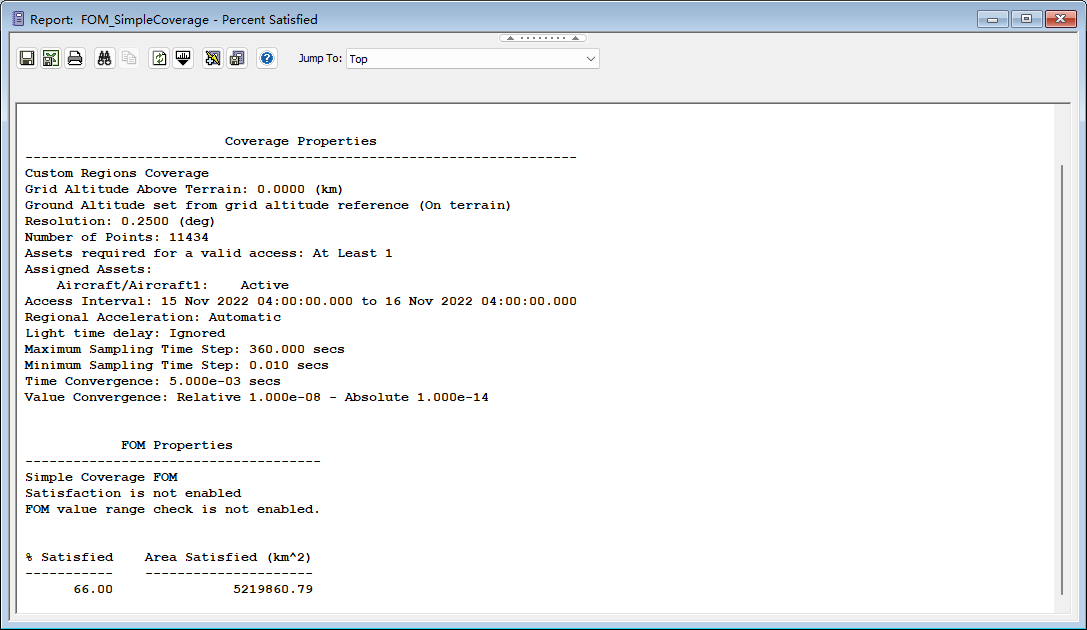 Report: FOM_SimpleCoverage - Percent Satisfied
Jump To: Top
Coverage Properties
---------------------------------------------------------------------
Custom Regions Coverage
Grid Altitude Above Terrain: 0.0000 (km)
Ground Altitude set from grid altitude reference (On terrain)
Resolution: 0.2500 (deg)
Number of Points: 11434
Assets required for a valid access: At Least 1
Assigned Assets:
Aircraft/Aircraft1: Active
Access Interval: 15 Nov 2022 04:00:00.000 to 16 Nov 2022 04:00:00.000
Regional Acceleration: Automatic
Light time delay: Ignored
Maximum Sampling Time Step: 360.000 secs
Minimum Sampling Time Step: 0.010 secs
Time Convergence: 5.000e-03 secs
Value Convergence: Relative 1.000e-08 - Absolute 1.000e-14
FOM Properties
-------------------------------------
Simple Coverage FOM
Satisfaction is not enabled
FOM value range check is not enabled.
% Satisfied Area Satisfied (km^2)
----------- ---------------------
66.00 5219860.79